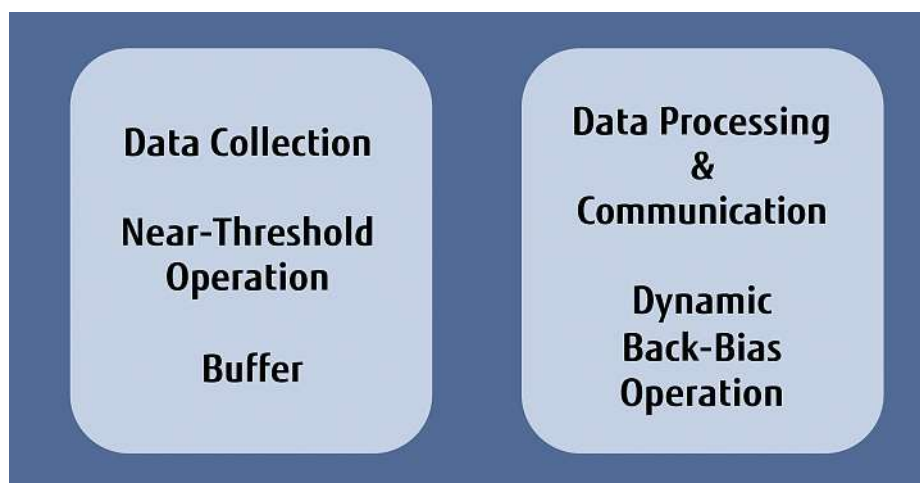 Data Collection
Near-Threshold
Operation
Buffer
Data Processing
&
Communication
Dynamic
Back-Bias
Operation